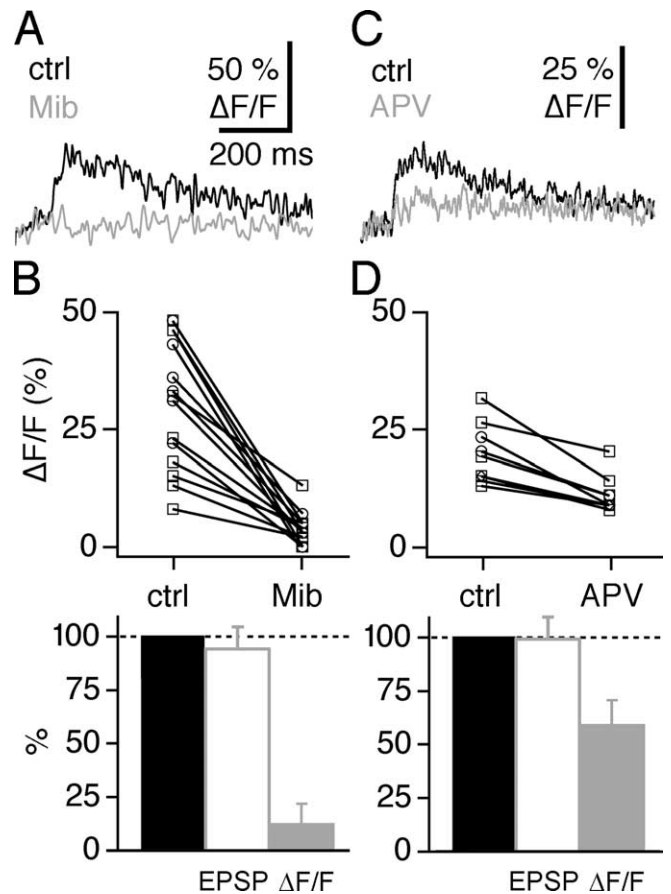 A
ctrl
Mib
50 %
ΔF/F
200 ms
C
ctrl
APV
25 %
ΔF/F
B
50
25
0
ΔF/F (%)
ctrl Mib
D
50
25
0
ctrl APV
100
75
50
25
0
%
EPSP ΔF/F
100
75
50
25
0
EPSP ΔF/F